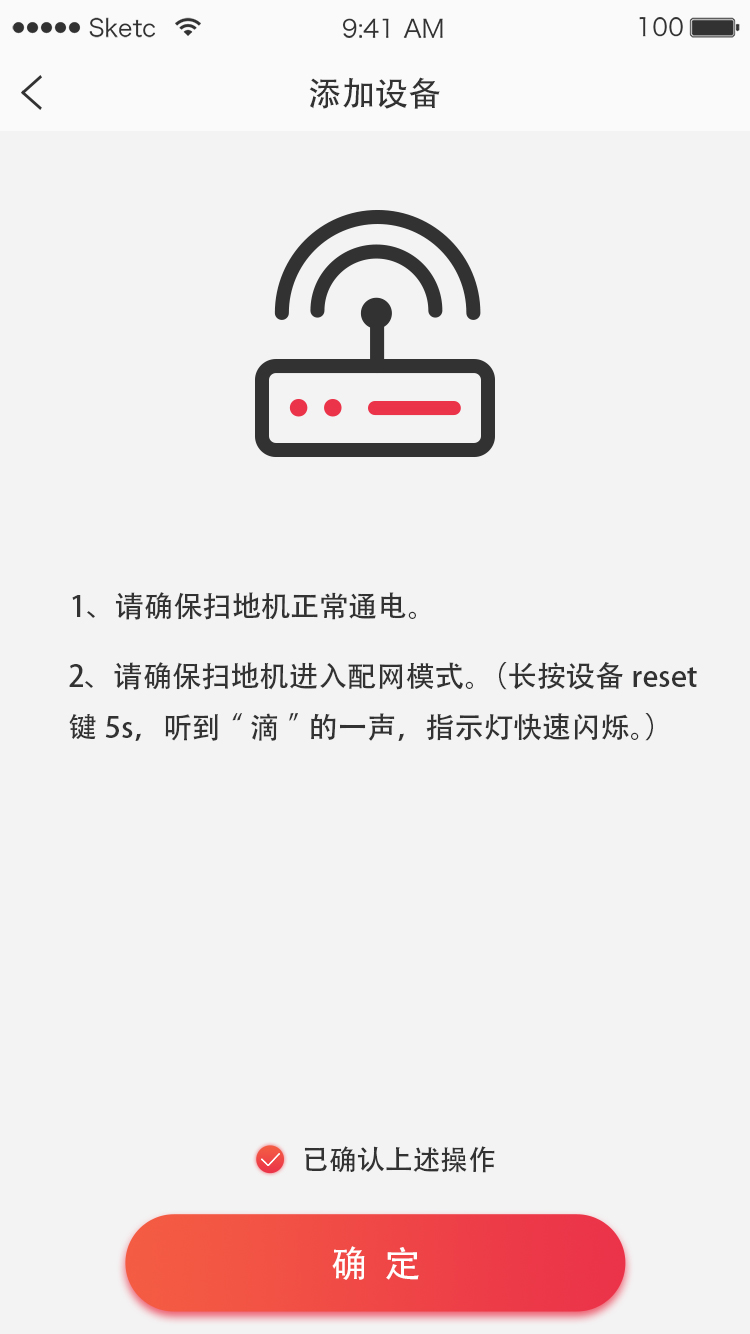 Sketc 9:41 AM 100
添加设备
1、请确保扫地机正常通电。
2、请确保扫地机进入配网模式。（长按设备 reset
键 5s，听到“滴”的一声，指示灯快速闪烁。）
已确认上述操作
确 定